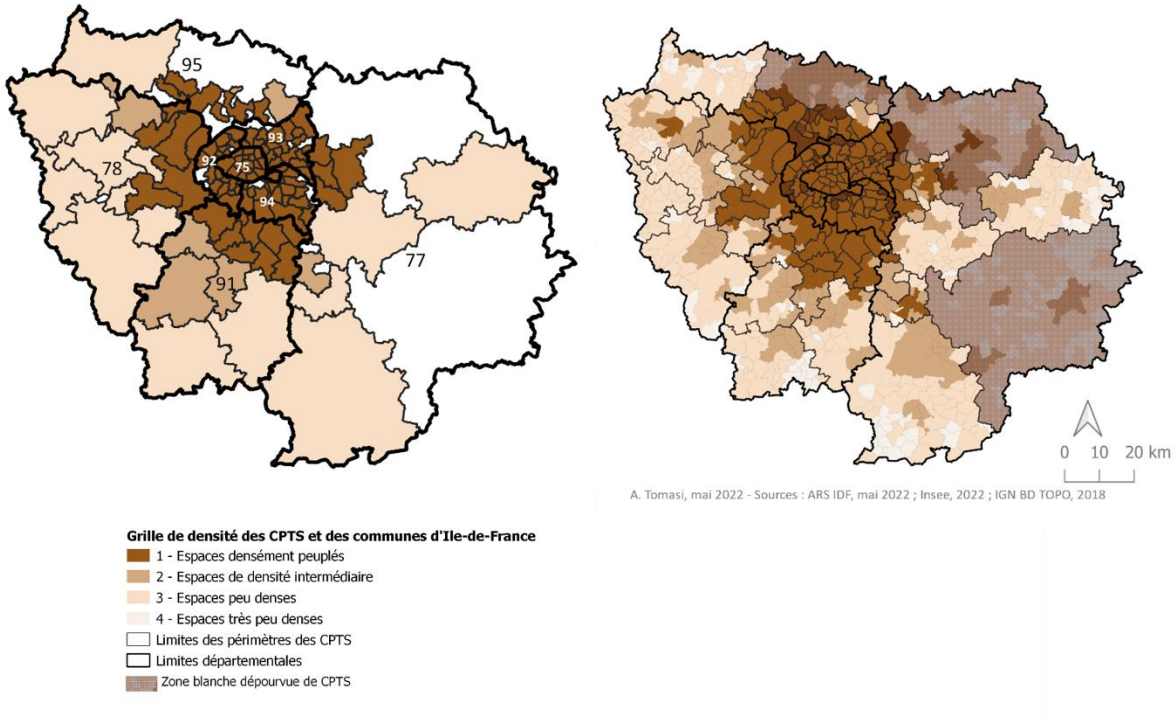 95
93
92
75
78
94
77
91
0 10 20 km
A. Tomasi, mai 2022 - Sources : ARS IDF, mai 2022 ; Insee, 2022 ; IGN BD TOPO, 2018
Grille de densité des CPTS et des communes d'Ile-de-France
1 - Espaces densément peuplés
2 - Espaces de densité intermédiaire
3 - Espaces peu denses
4 - Espaces très peu denses
Limites des périmètres des CPTS
Limites départementales
Zone blanche dépourvue de CPTS